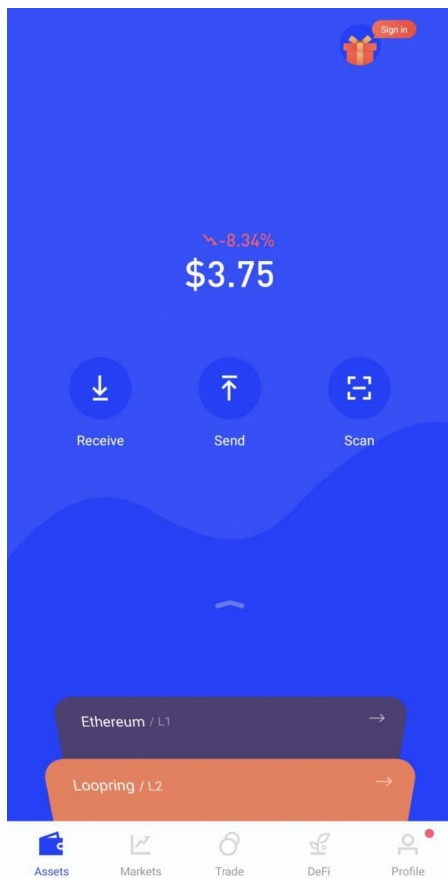 Sign in
-8.34%
$3.75
Receive Send Scan
Ethereum / L1
Loopring / L2
Assets Markets Trade DeFi Profile